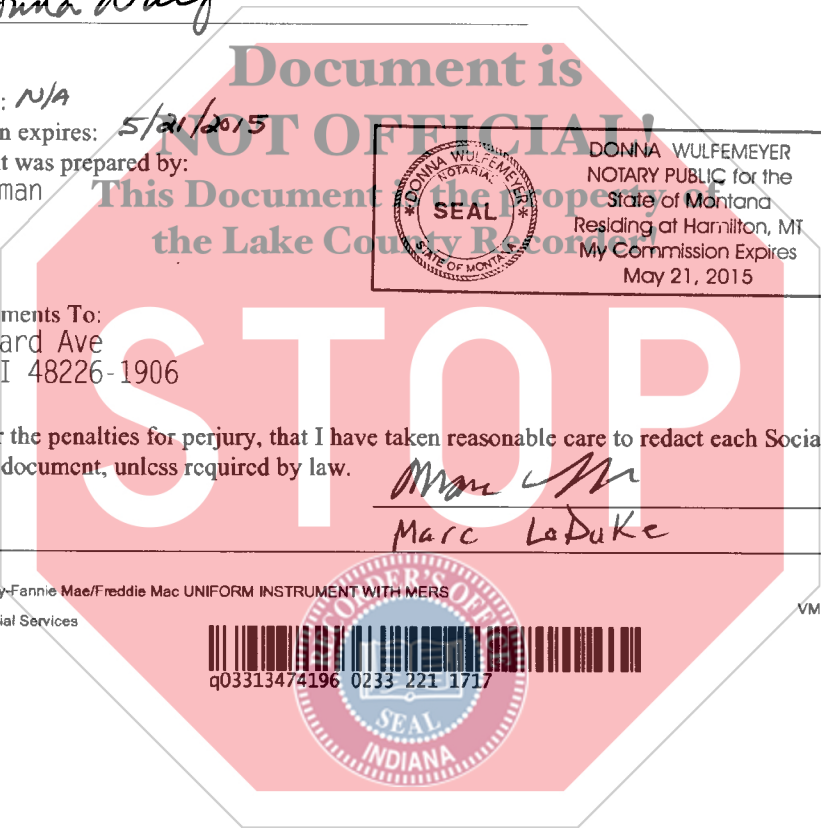 Document is
: N/A
n expires: 5/21/2015
NOT OFFICIAL!
t was prepared by:
man
This Document is the property of
the Lake County Recorder!
DONNA WULFEMEYER
NOTARIAL
SEAL
STATE OF MONTANA
DONNA WULFEMEYER
NOTARY PUBLIC for the
State of Montana
Residing at Hamilton, MT
My Commission Expires
May 21, 2015
ments To:
ard Ave
I 48226-1906
STOP
r the penalties for perjury, that I have taken reasonable care to redact each Socia
document, unless required by law.
Marc LaDuke
y-Fannie Mae/Freddie Mac UNIFORM INSTRUMENT WITH MERS
ial Services
VM
q03313474196 0233 221 1717
RECORDER'S OFFICE
SEAL
INDIANA